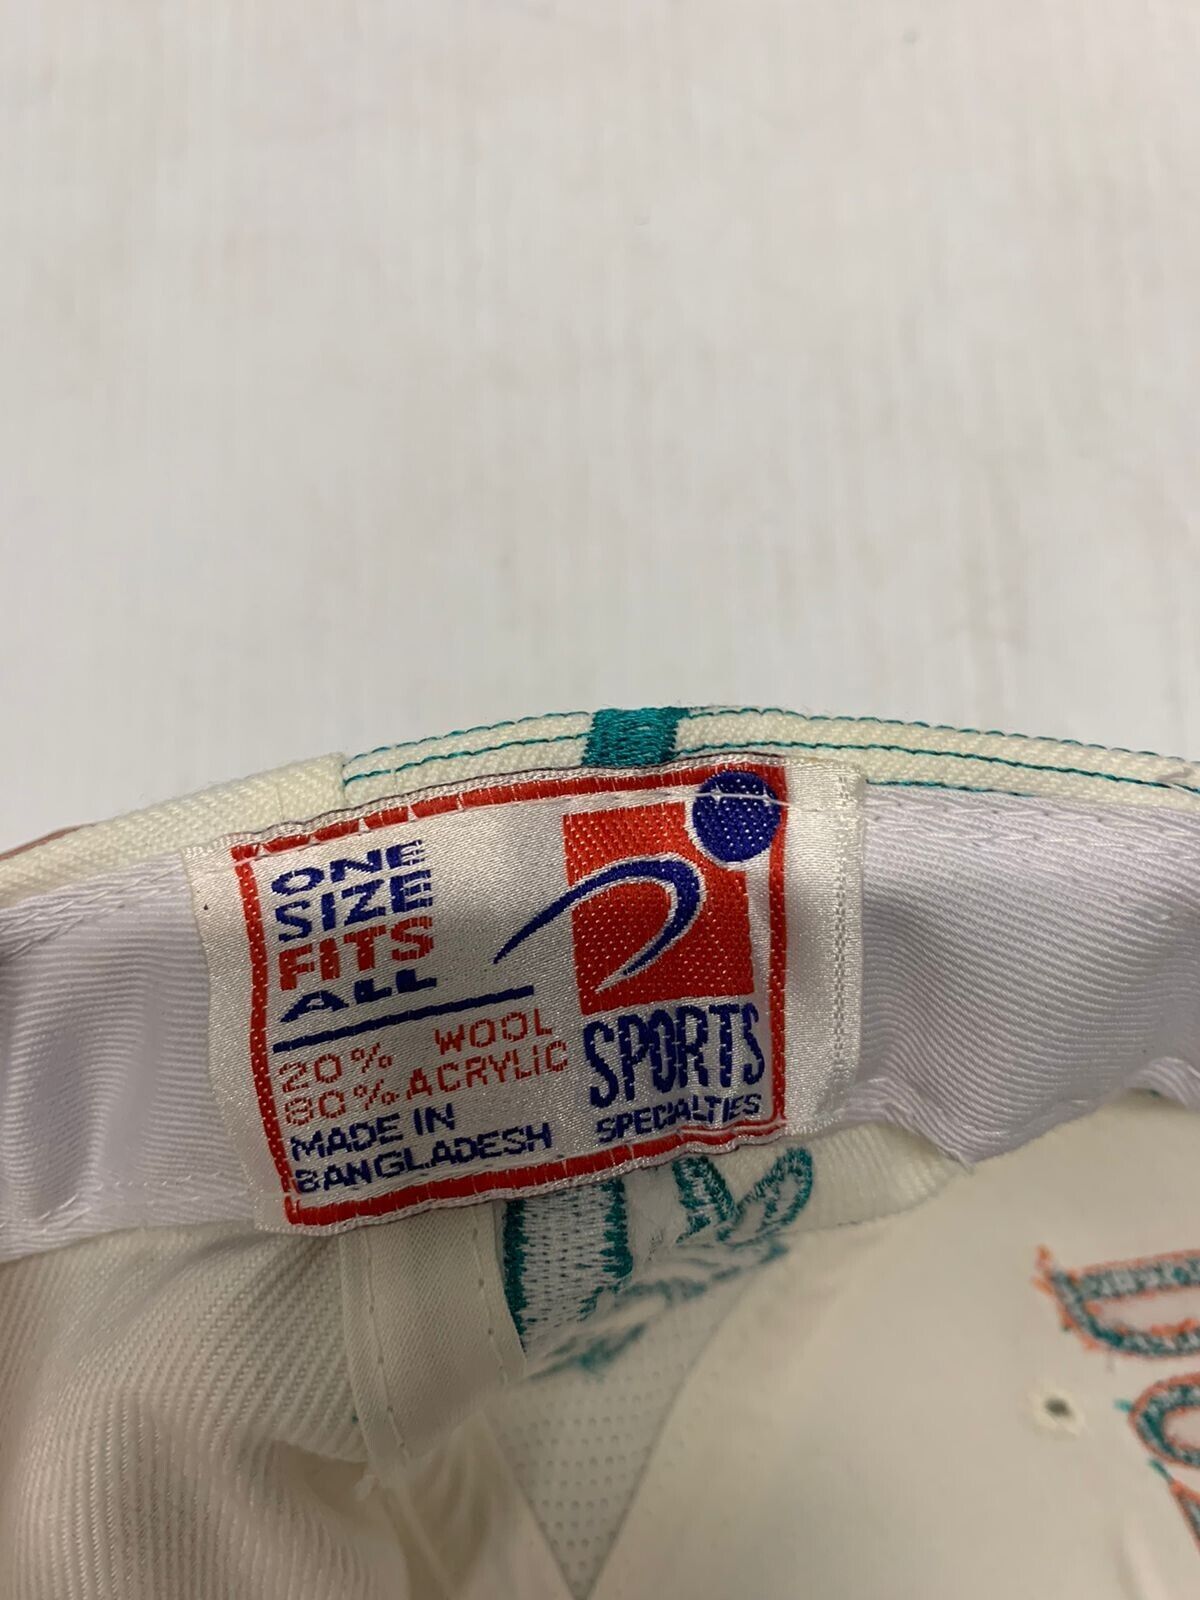 ONE
SIZE
FITS
ALL
20% WOOL
80% ACRYLIC
MADE IN
BANGLADESH
SPORTS
SPECIALTIES